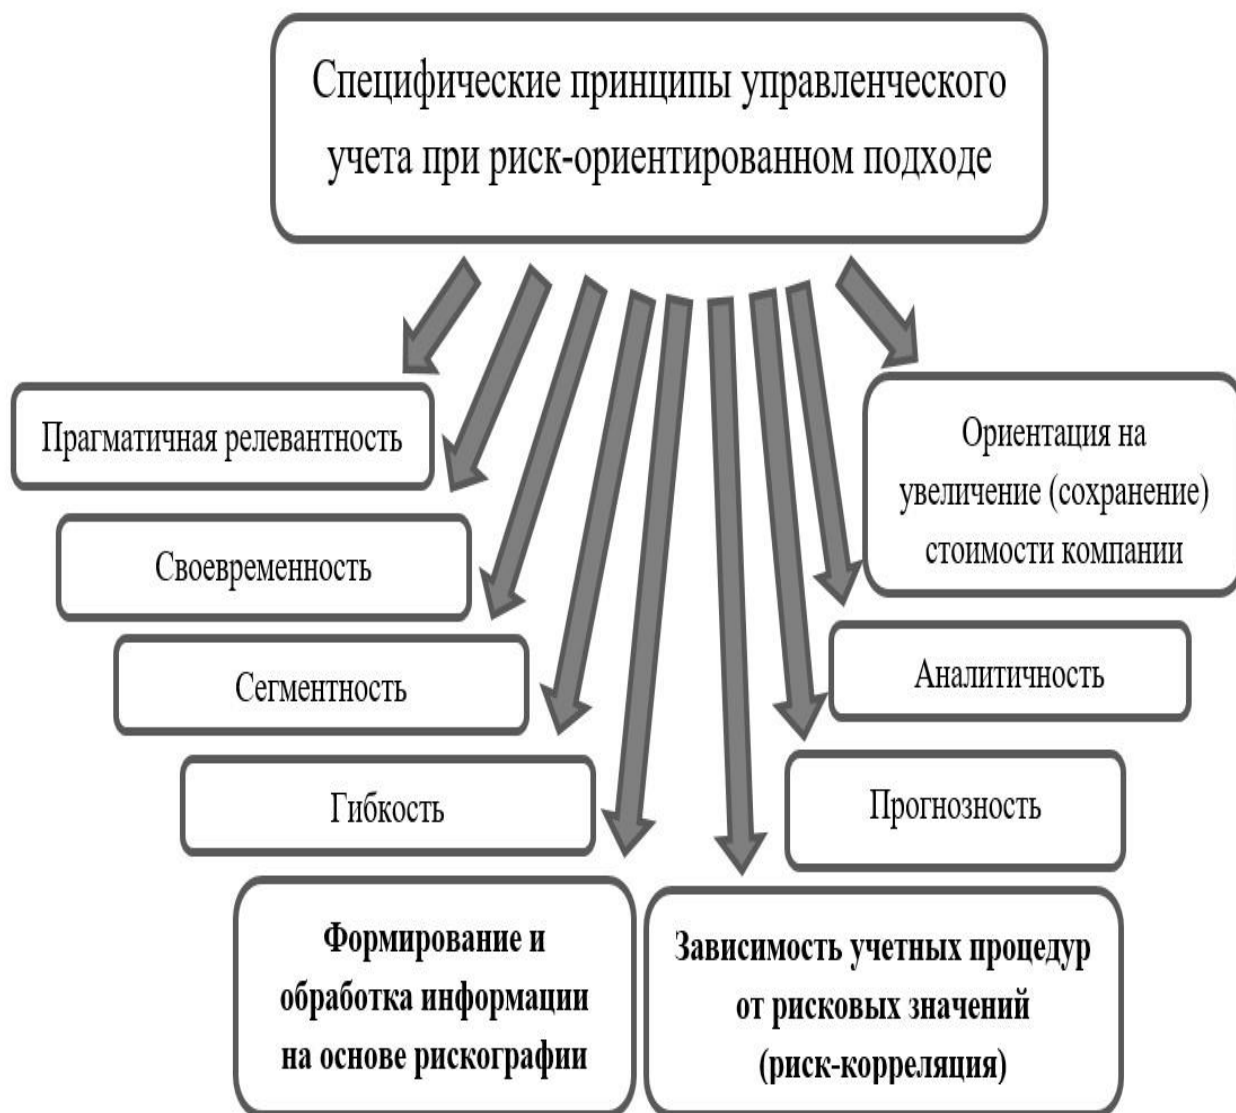 Специфические принципы управленческого
учета при риск-ориентированном подходе
Прагматичная релевантность
Своевременность
Сегментность
Гибкость
Формирование и
обработка информации
на основе рискографии
Зависимость учетных процедур
от рисковых значений
(риск-корреляция)
Прогнозность
Аналитичность
Ориентация на
увеличение (сохранение)
стоимости компании